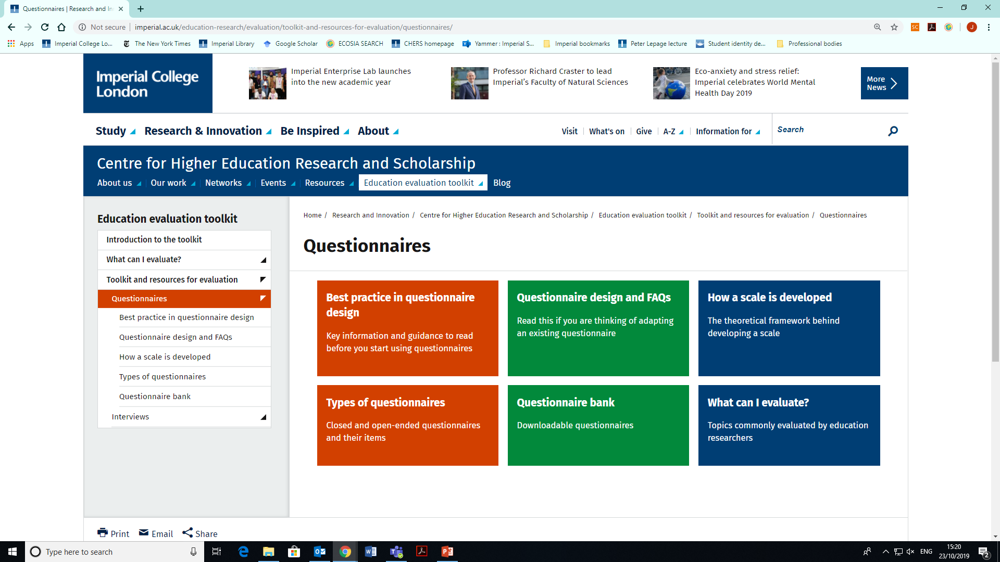 Questionnaires | Research and In
Not secure
imperial.ac.uk/education-research/evaluation/toolkit-and-resources-for-evaluation/questionnaires/
SC
J
Apps
Imperial College Lo...
The New York Times
Imperial Library
Google Scholar
ECOSIA SEARCH
CHERS homepage
Yammer : Imperial S...
Imperial bookmarks
Peter Lepage lecture
Student identity de...
Professional bodies
Imperial College
London
Imperial Enterprise Lab launches
into the new academic year
Professor Richard Craster to lead
Imperial's Faculty of Natural Sciences
Eco-anxiety and stress relief:
Imperial celebrates World Mental
Health Day 2019
More
News
Study
Research & Innovation
Be Inspired
About
Visit
What's on
Give
A-Z
Information for
Search
Centre for Higher Education Research and Scholarship
About us
Our work
Networks
Events
Resources
Education evaluation toolkit
Blog
Education evaluation toolkit
Introduction to the toolkit
What can I evaluate?
Toolkit and resources for evaluation
Questionnaires
Best practice in questionnaire design
Questionnaire design and FAQs
How a scale is developed
Types of questionnaires
Questionnaire bank
Interviews
Home / Research and Innovation / Centre for Higher Education Research and Scholarship / Education evaluation toolkit / Toolkit and resources for evaluation / Questionnaires
Questionnaires
Best practice in questionnaire
design
Key information and guidance to read
before you start using questionnaires
Questionnaire design and FAQs
Read this if you are thinking of adapting
an existing questionnaire
How a scale is developed
The theoretical framework behind
developing a scale
Types of questionnaires
Closed and open-ended questionnaires
and their items
Questionnaire bank
Downloadable questionnaires
What can I evaluate?
Topics commonly evaluated by education
researchers
Print
Email
Share
Type here to search
ENG
15:20
23/10/2019
2